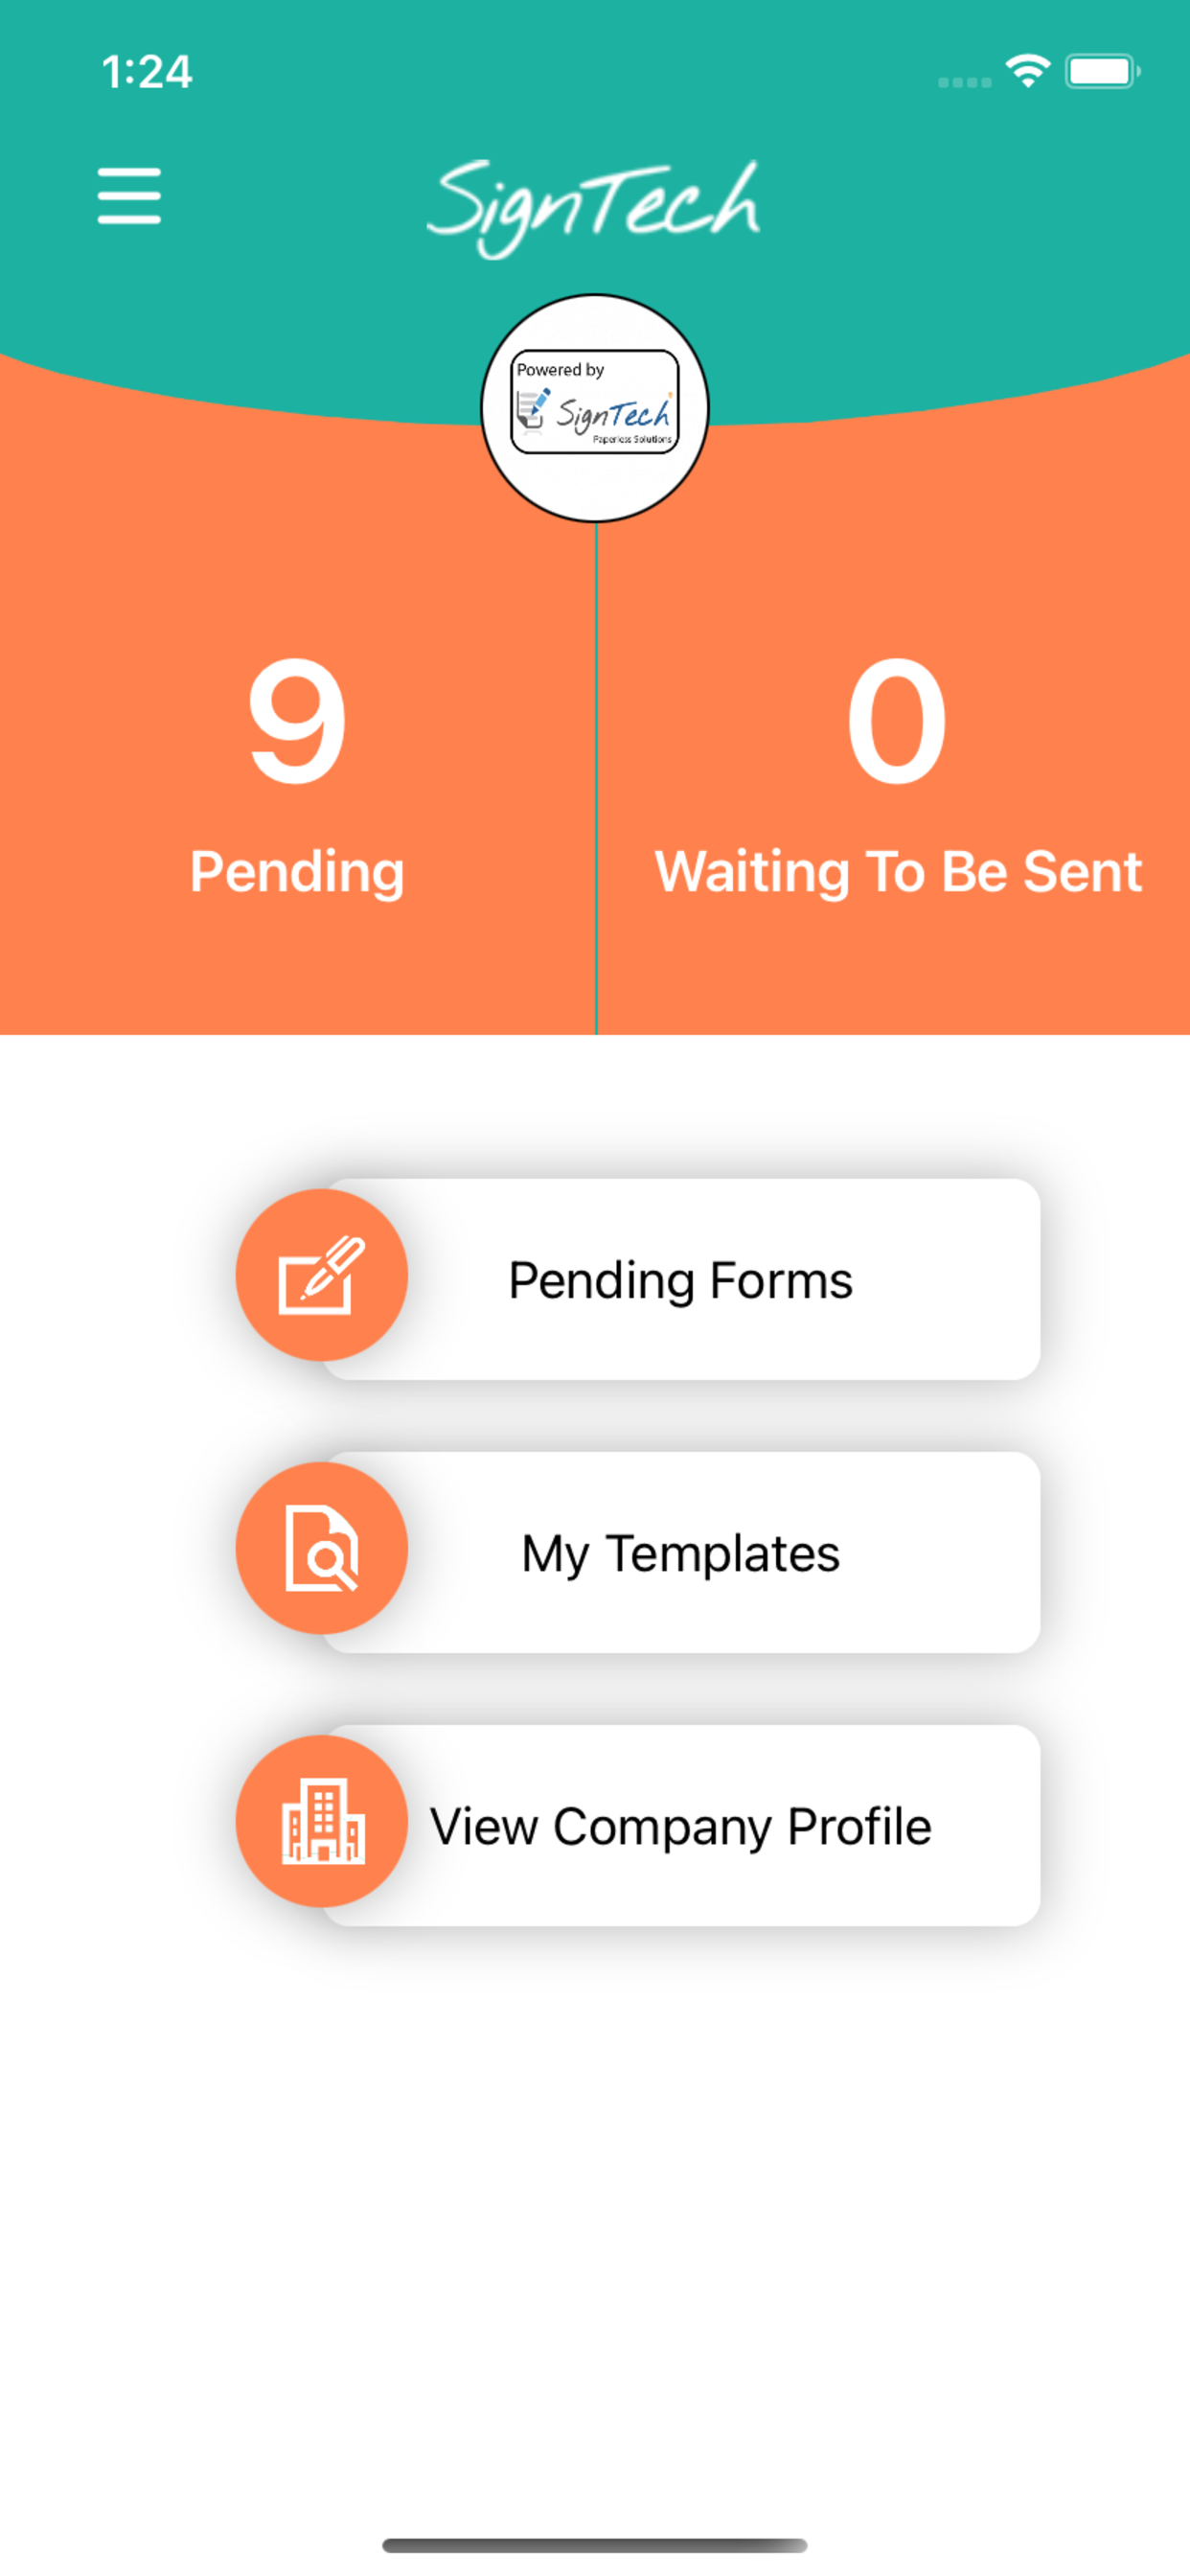 1:24
SignTech
Powered by
SignTech
Paperless Solutions
9
0
Pending
Waiting To Be Sent
Pending Forms
My Templates
View Company Profile